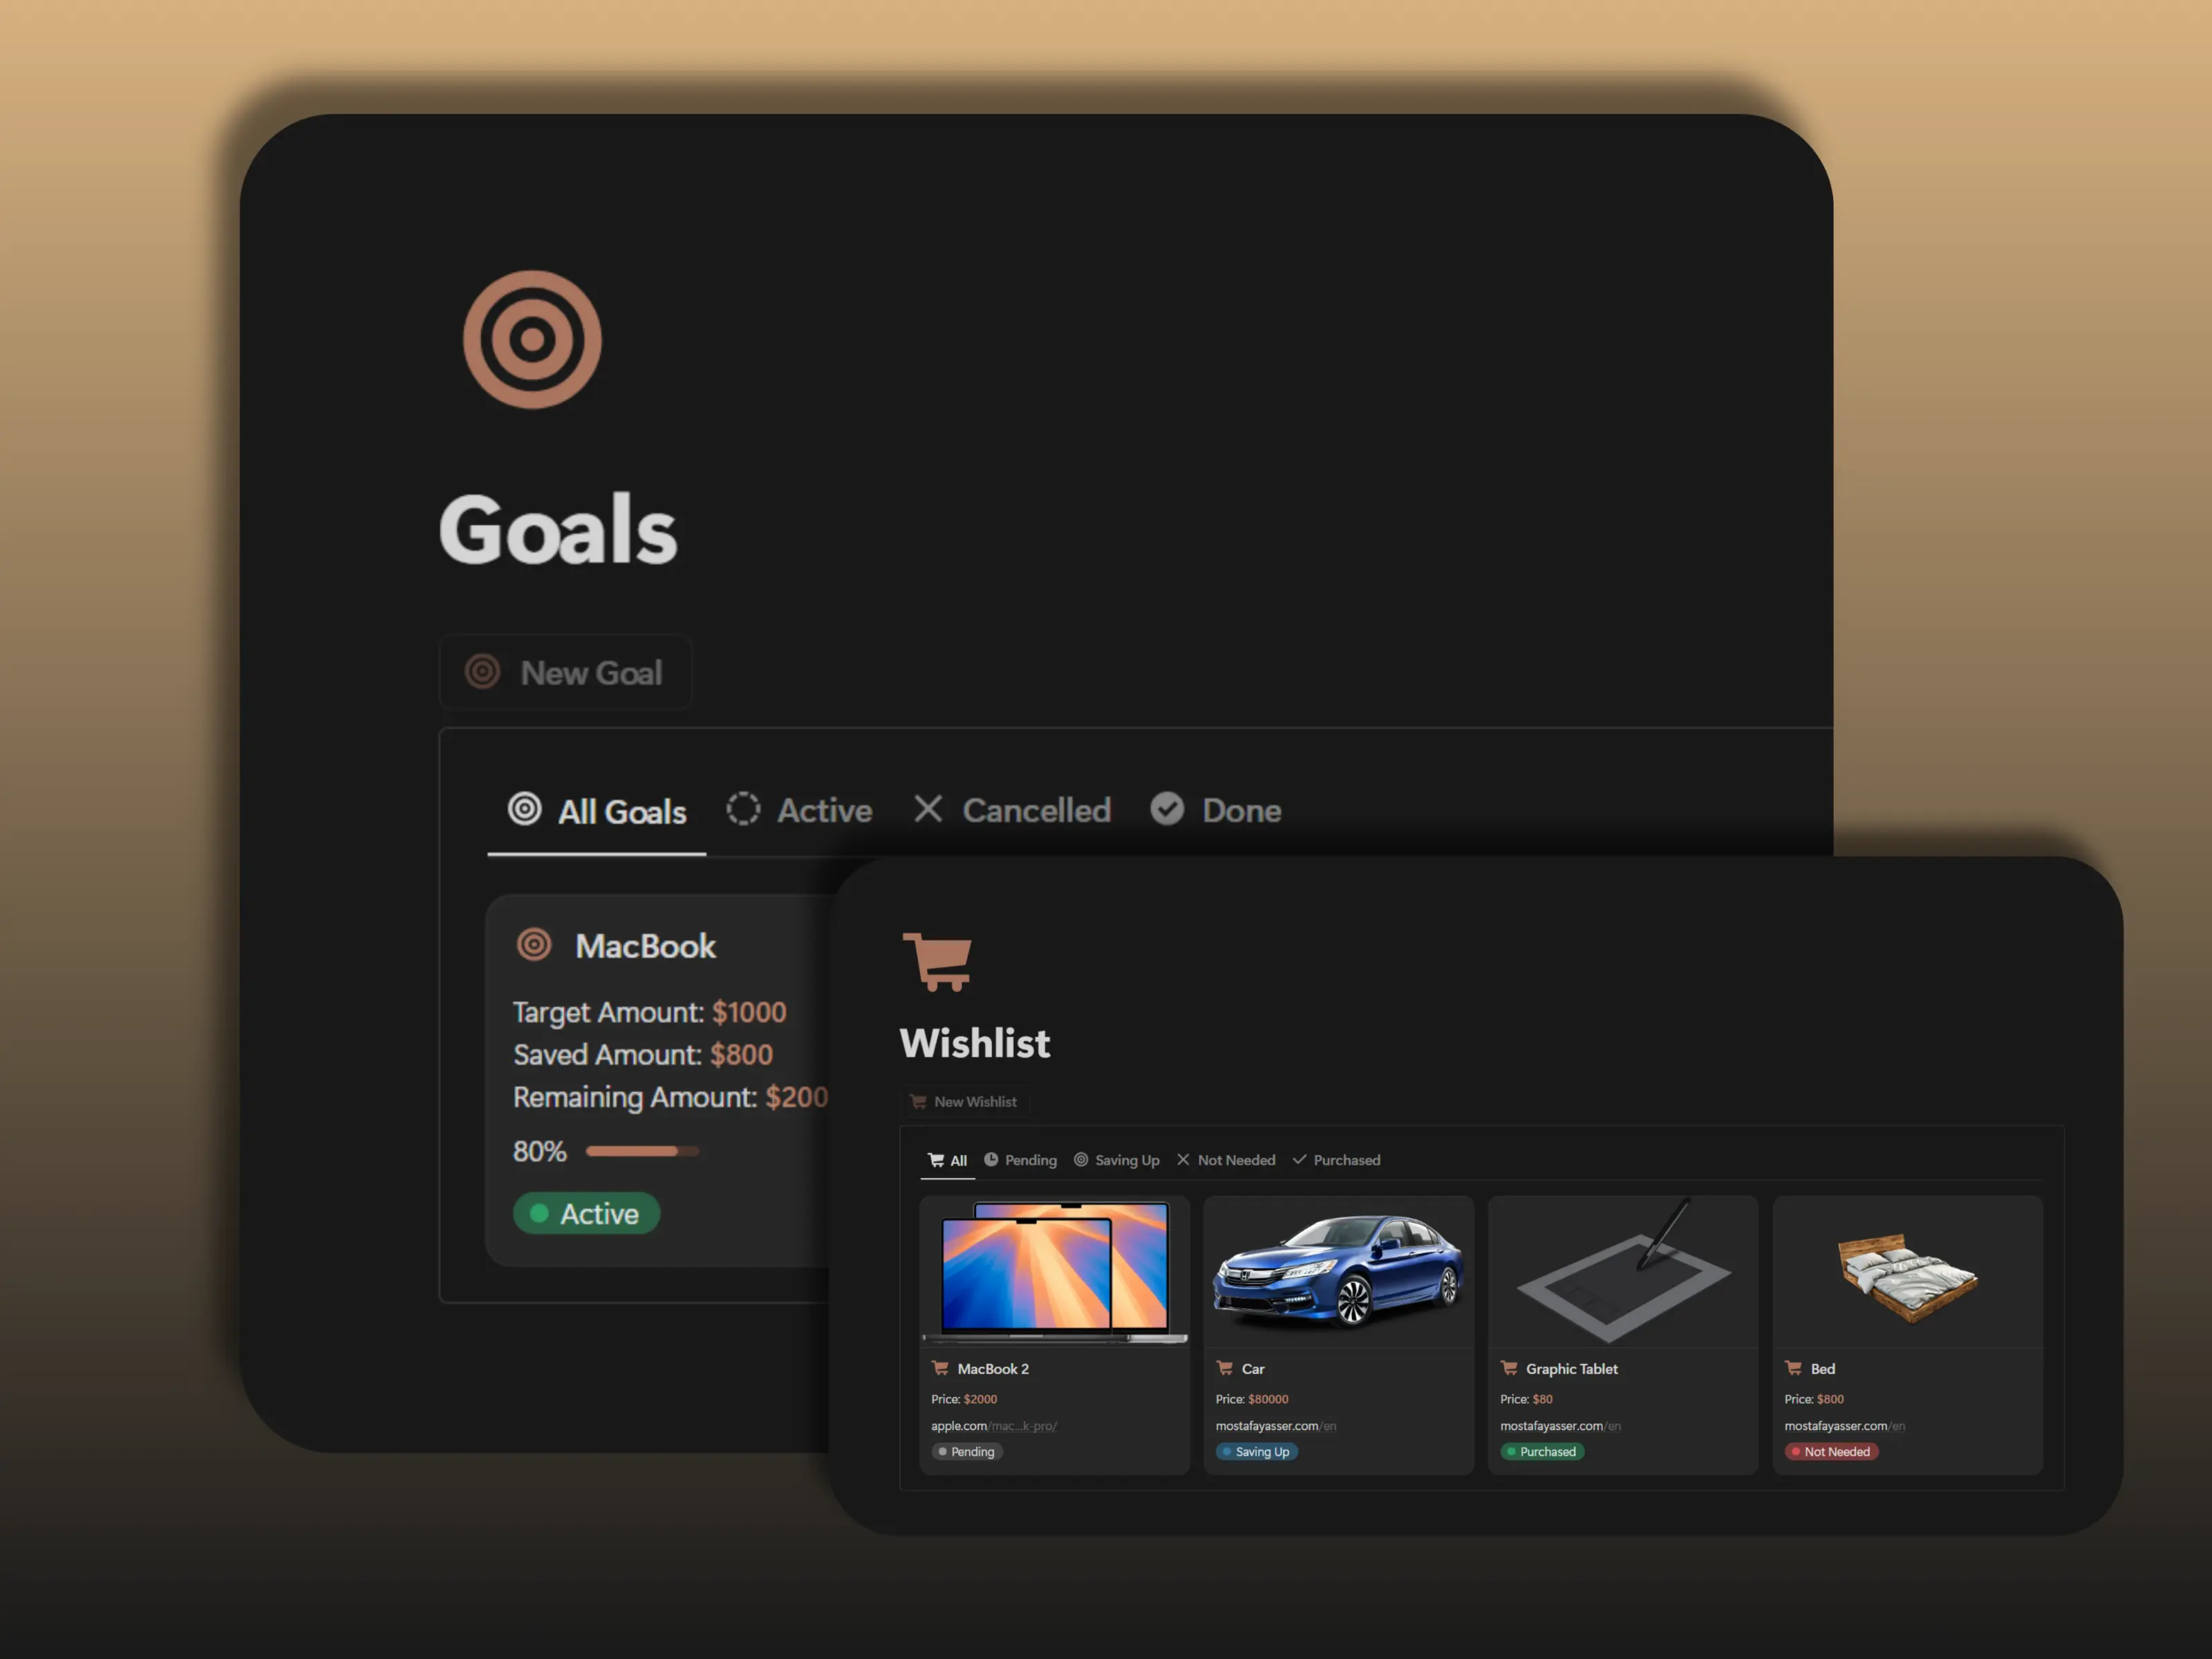 Goals
New Goal
All Goals Active Cancelled Done
MacBook
Target Amount: $1000
Saved Amount: $800
Remaining Amount: $200
80%
Active
Wishlist
New Wishlist
All Pending Saving Up Not Needed Purchased
MacBook 2
Price: $2000
apple.com/mac...k-pro/
Pending
Car
Price: $80000
mostafayasser.com/en
Saving Up
Graphic Tablet
Price: $80
mostafayasser.com/en
Purchased
Bed
Price: $800
mostafayasser.com/en
Not Needed